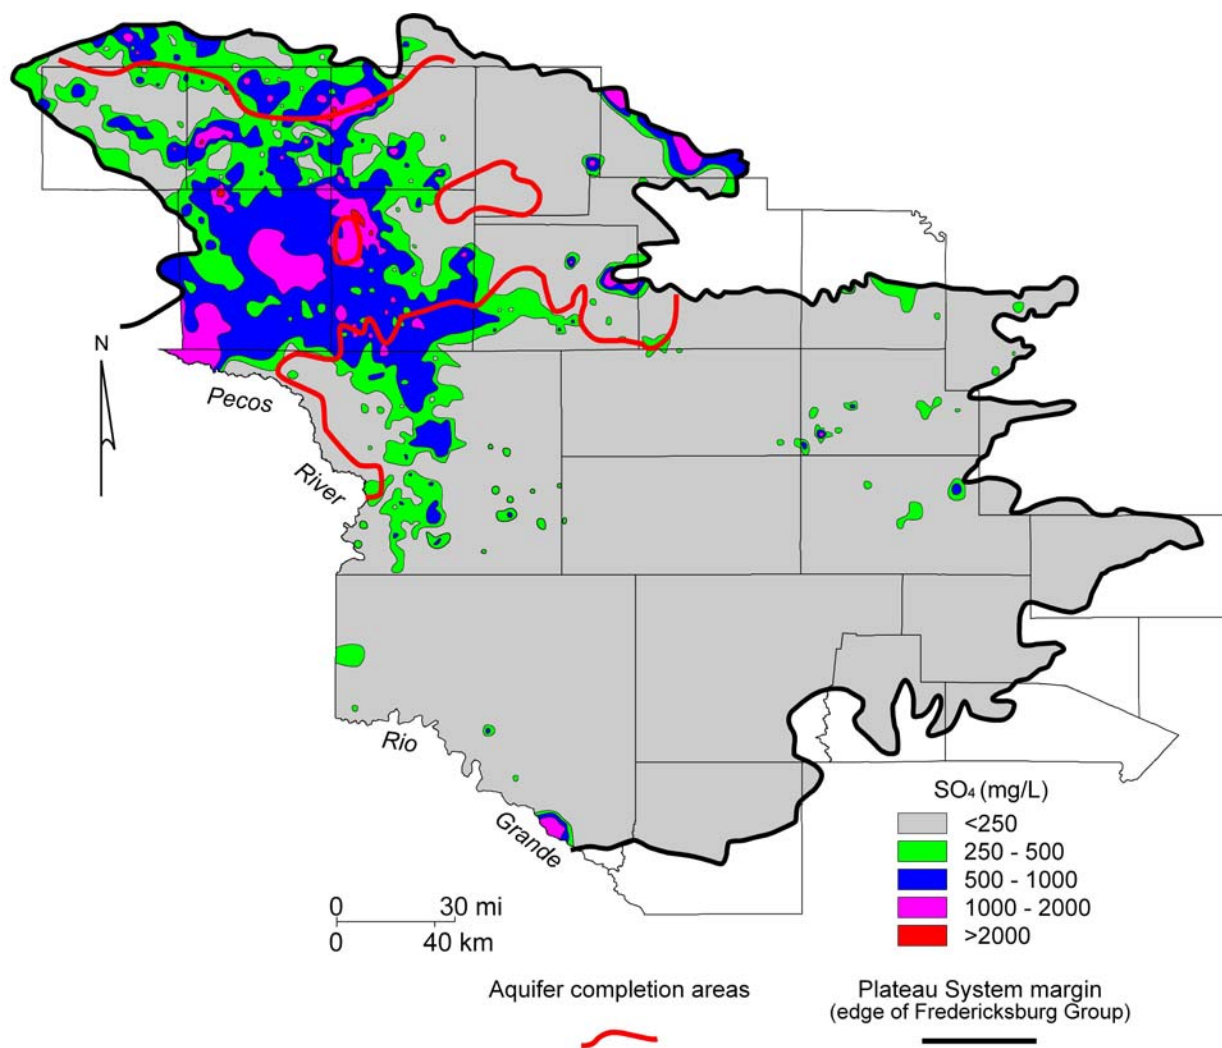 N
Pecos
River
Rio
Grande
SO₄ (mg/L)
<250
250 - 500
500 - 1000
1000 - 2000
>2000
0 30 mi
0 40 km
Aquifer completion areas
Plateau System margin
(edge of Fredericksburg Group)